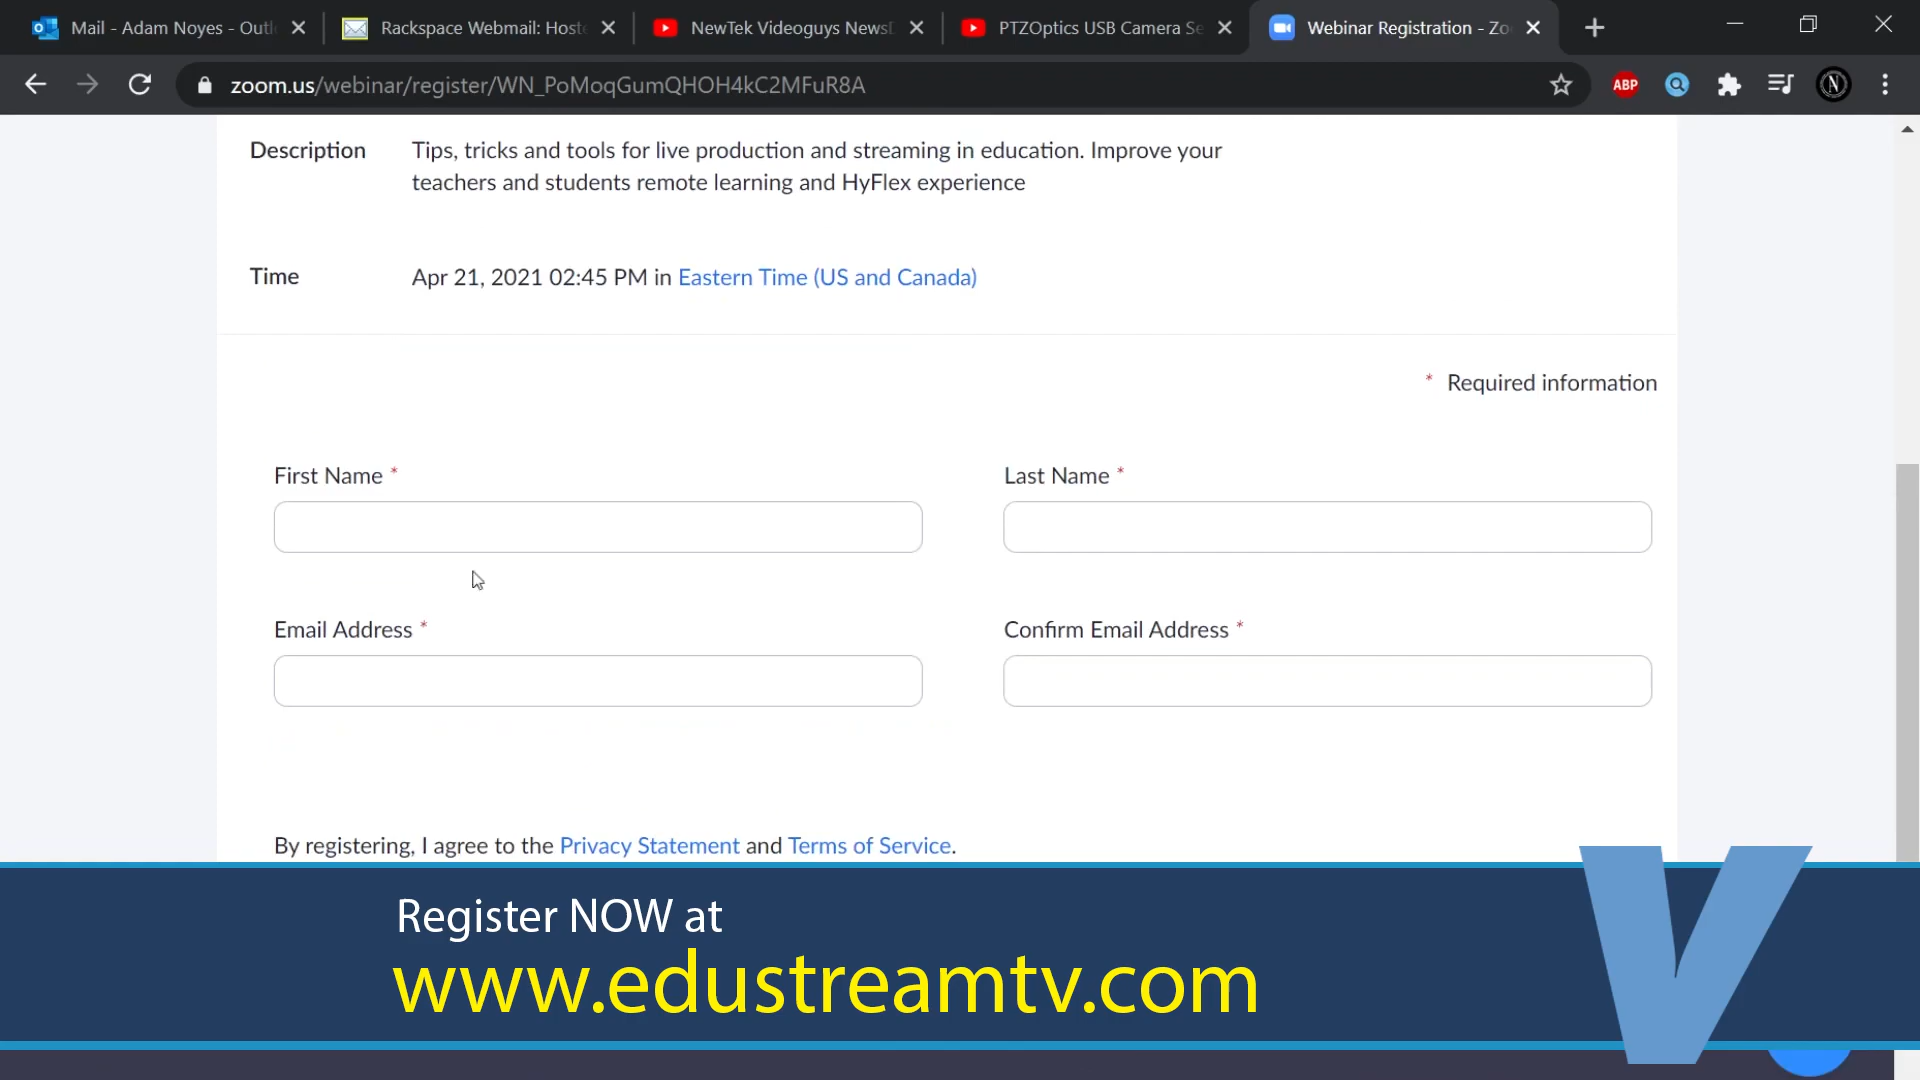 Mail - Adam Noyes - Outl
Rackspace Webmail: Hoste
NewTek Videoguys NewsD
PTZOptics USB Camera Se
Webinar Registration - Zoo
zoom.us/webinar/register/WN_PoMoqGumQHOH4kC2MFuR8A
ABP
N
Description
Tips, tricks and tools for live production and streaming in education. Improve your
teachers and students remote learning and HyFlex experience
Time
Apr 21, 2021 02:45 PM in Eastern Time (US and Canada)
* Required information
First Name *
Last Name *
Email Address *
Confirm Email Address *
By registering, I agree to the Privacy Statement and Terms of Service.
Register NOW at
www.edustreamtv.com
V